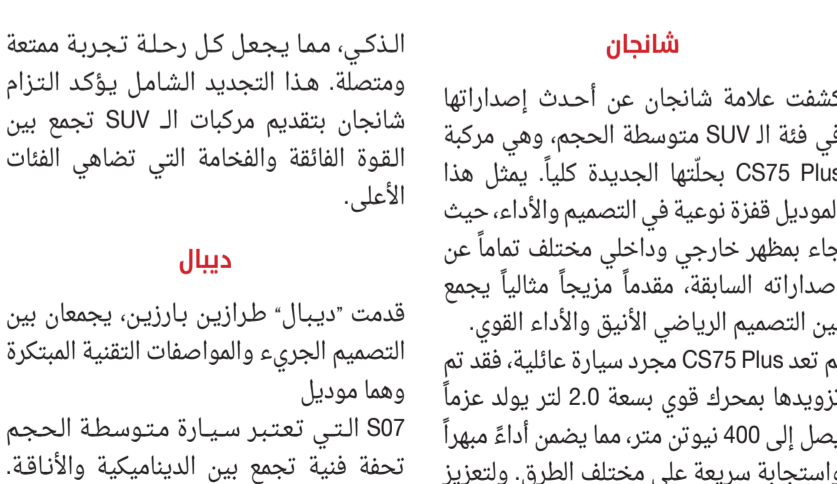 شانجان
كشفت علامة شانجان عن أحدث إصداراتها
في فئة الـ SUV متوسطة الحجم، وهي مركبة
CS75 Plus بحلّتها الجديدة كلياً. يمثل هذا
الموديل قفزة نوعية في التصميم والأداء، حيث
جاء بمظهر خارجي وداخلي مختلف تماماً عن
إصداراته السابقة، مقدماً مزيجاً مثالياً يجمع
بين التصميم الرياضي الأنيق والأداء القوي.
لم تعد CS75 Plus مجرد سيارة عائلية، فقد تم
تزويدها بمحرك قوي بسعة 2.0 لتر يولد عزماً
يصل إلى 400 نيوتن متر، مما يضمن أداءً مبهراً
واستجابة سريعة على مختلف الطرق. ولتعزيز
الذكي، مما يجعل كل رحلة تجربة ممتعة
ومتصلة. هذا التجديد الشامل يؤكد التزام
شانجان بتقديم مركبات الـ SUV تجمع بين
القوة الفائقة والفخامة التي تضاهي الفئات
الأعلى.
ديبال
قدمت ”ديبال“ طرازين بارزين، يجمعان بين
التصميم الجريء والمواصفات التقنية المبتكرة
وهما موديل
S07 التي تعتبر سيارة متوسطة الحجم
تحفة فنية تجمع بين الديناميكية والأناقة.